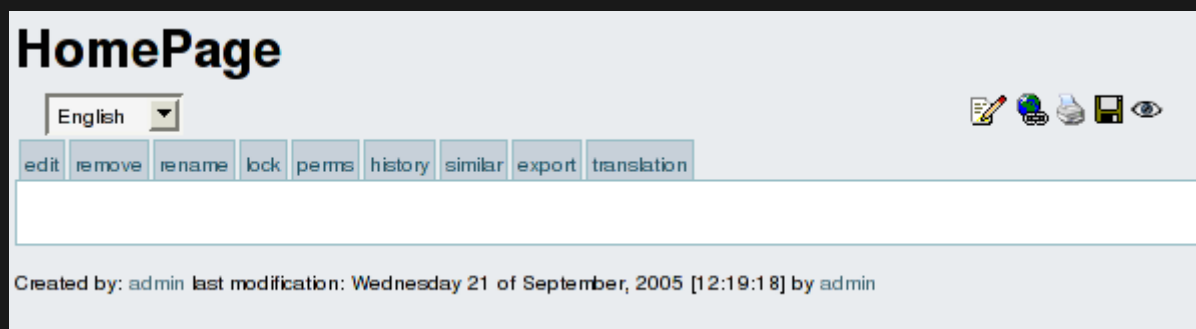 HomePage
English
edit remove rename lock perms history similar export translation
Created by: admin last modification: Wednesday 21 of September, 2005 [12:19:18] by admin